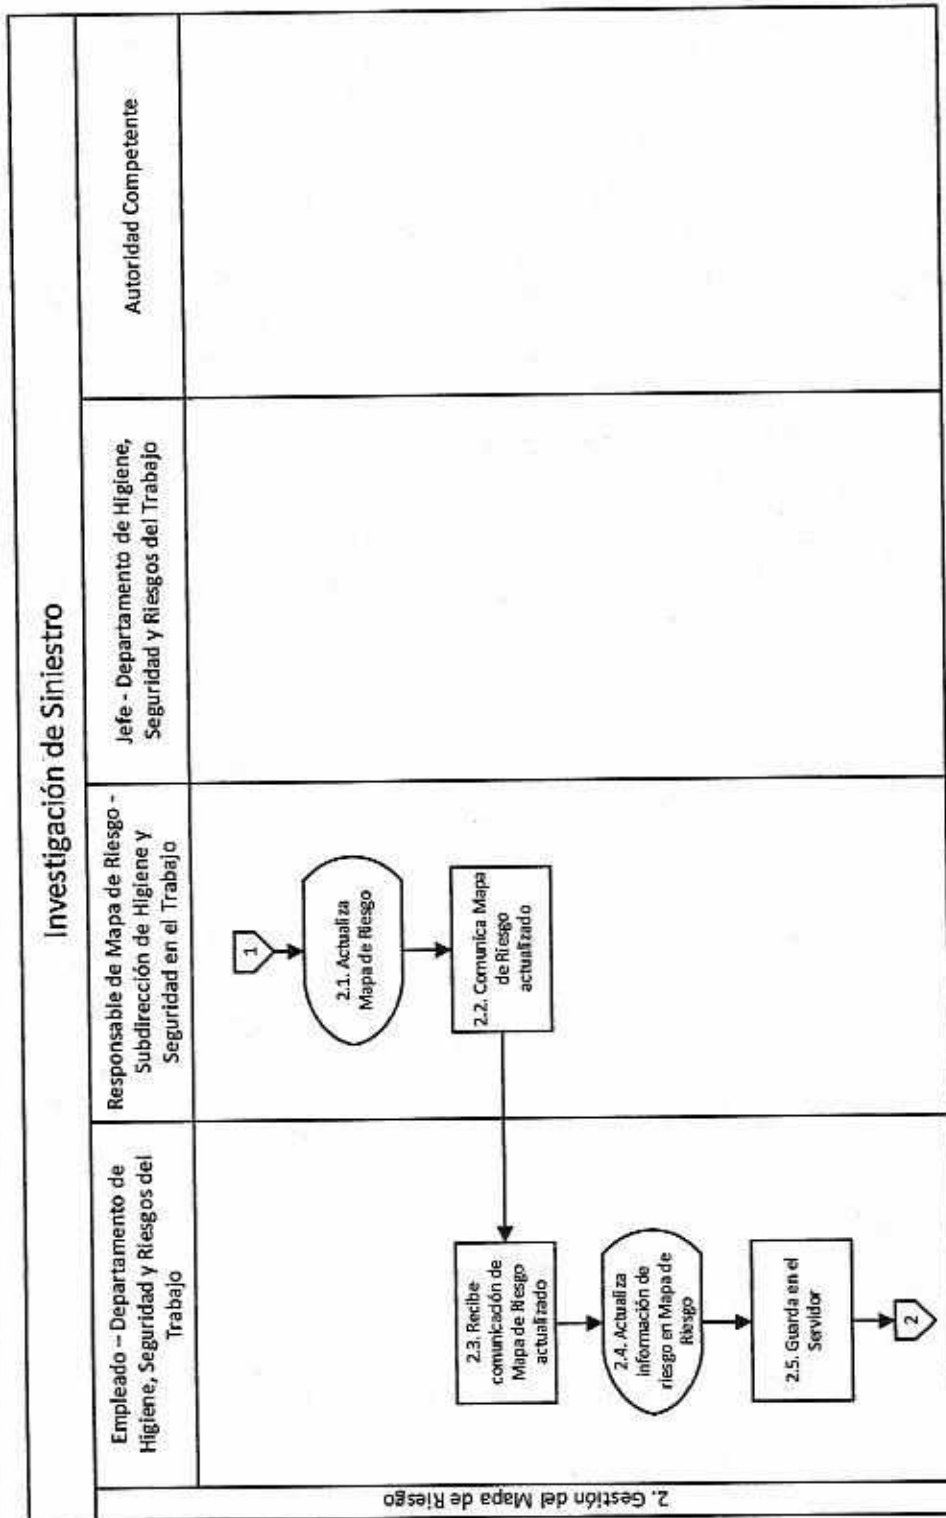 Investigación de Siniestro
Empleado – Departamento de
Higiene, Seguridad y Riesgos del
Trabajo
Responsable de Mapa de Riesgo -
Subdirección de Higiene y
Seguridad en el Trabajo
Jefe - Departamento de Higiene,
Seguridad y Riesgos del Trabajo
Autoridad Competente
2. Gestión del Mapa de Riesgo
1
2.1. Actualiza
Mapa de Riesgo
2.2. Comunica Mapa
de Riesgo
actualizado
2.3. Recibe
comunicación de
Mapa de Riesgo
actualizado
2.4. Actualiza
información de
riesgo en Mapa de
Riesgo
2.5. Guarda en el
Servidor
2